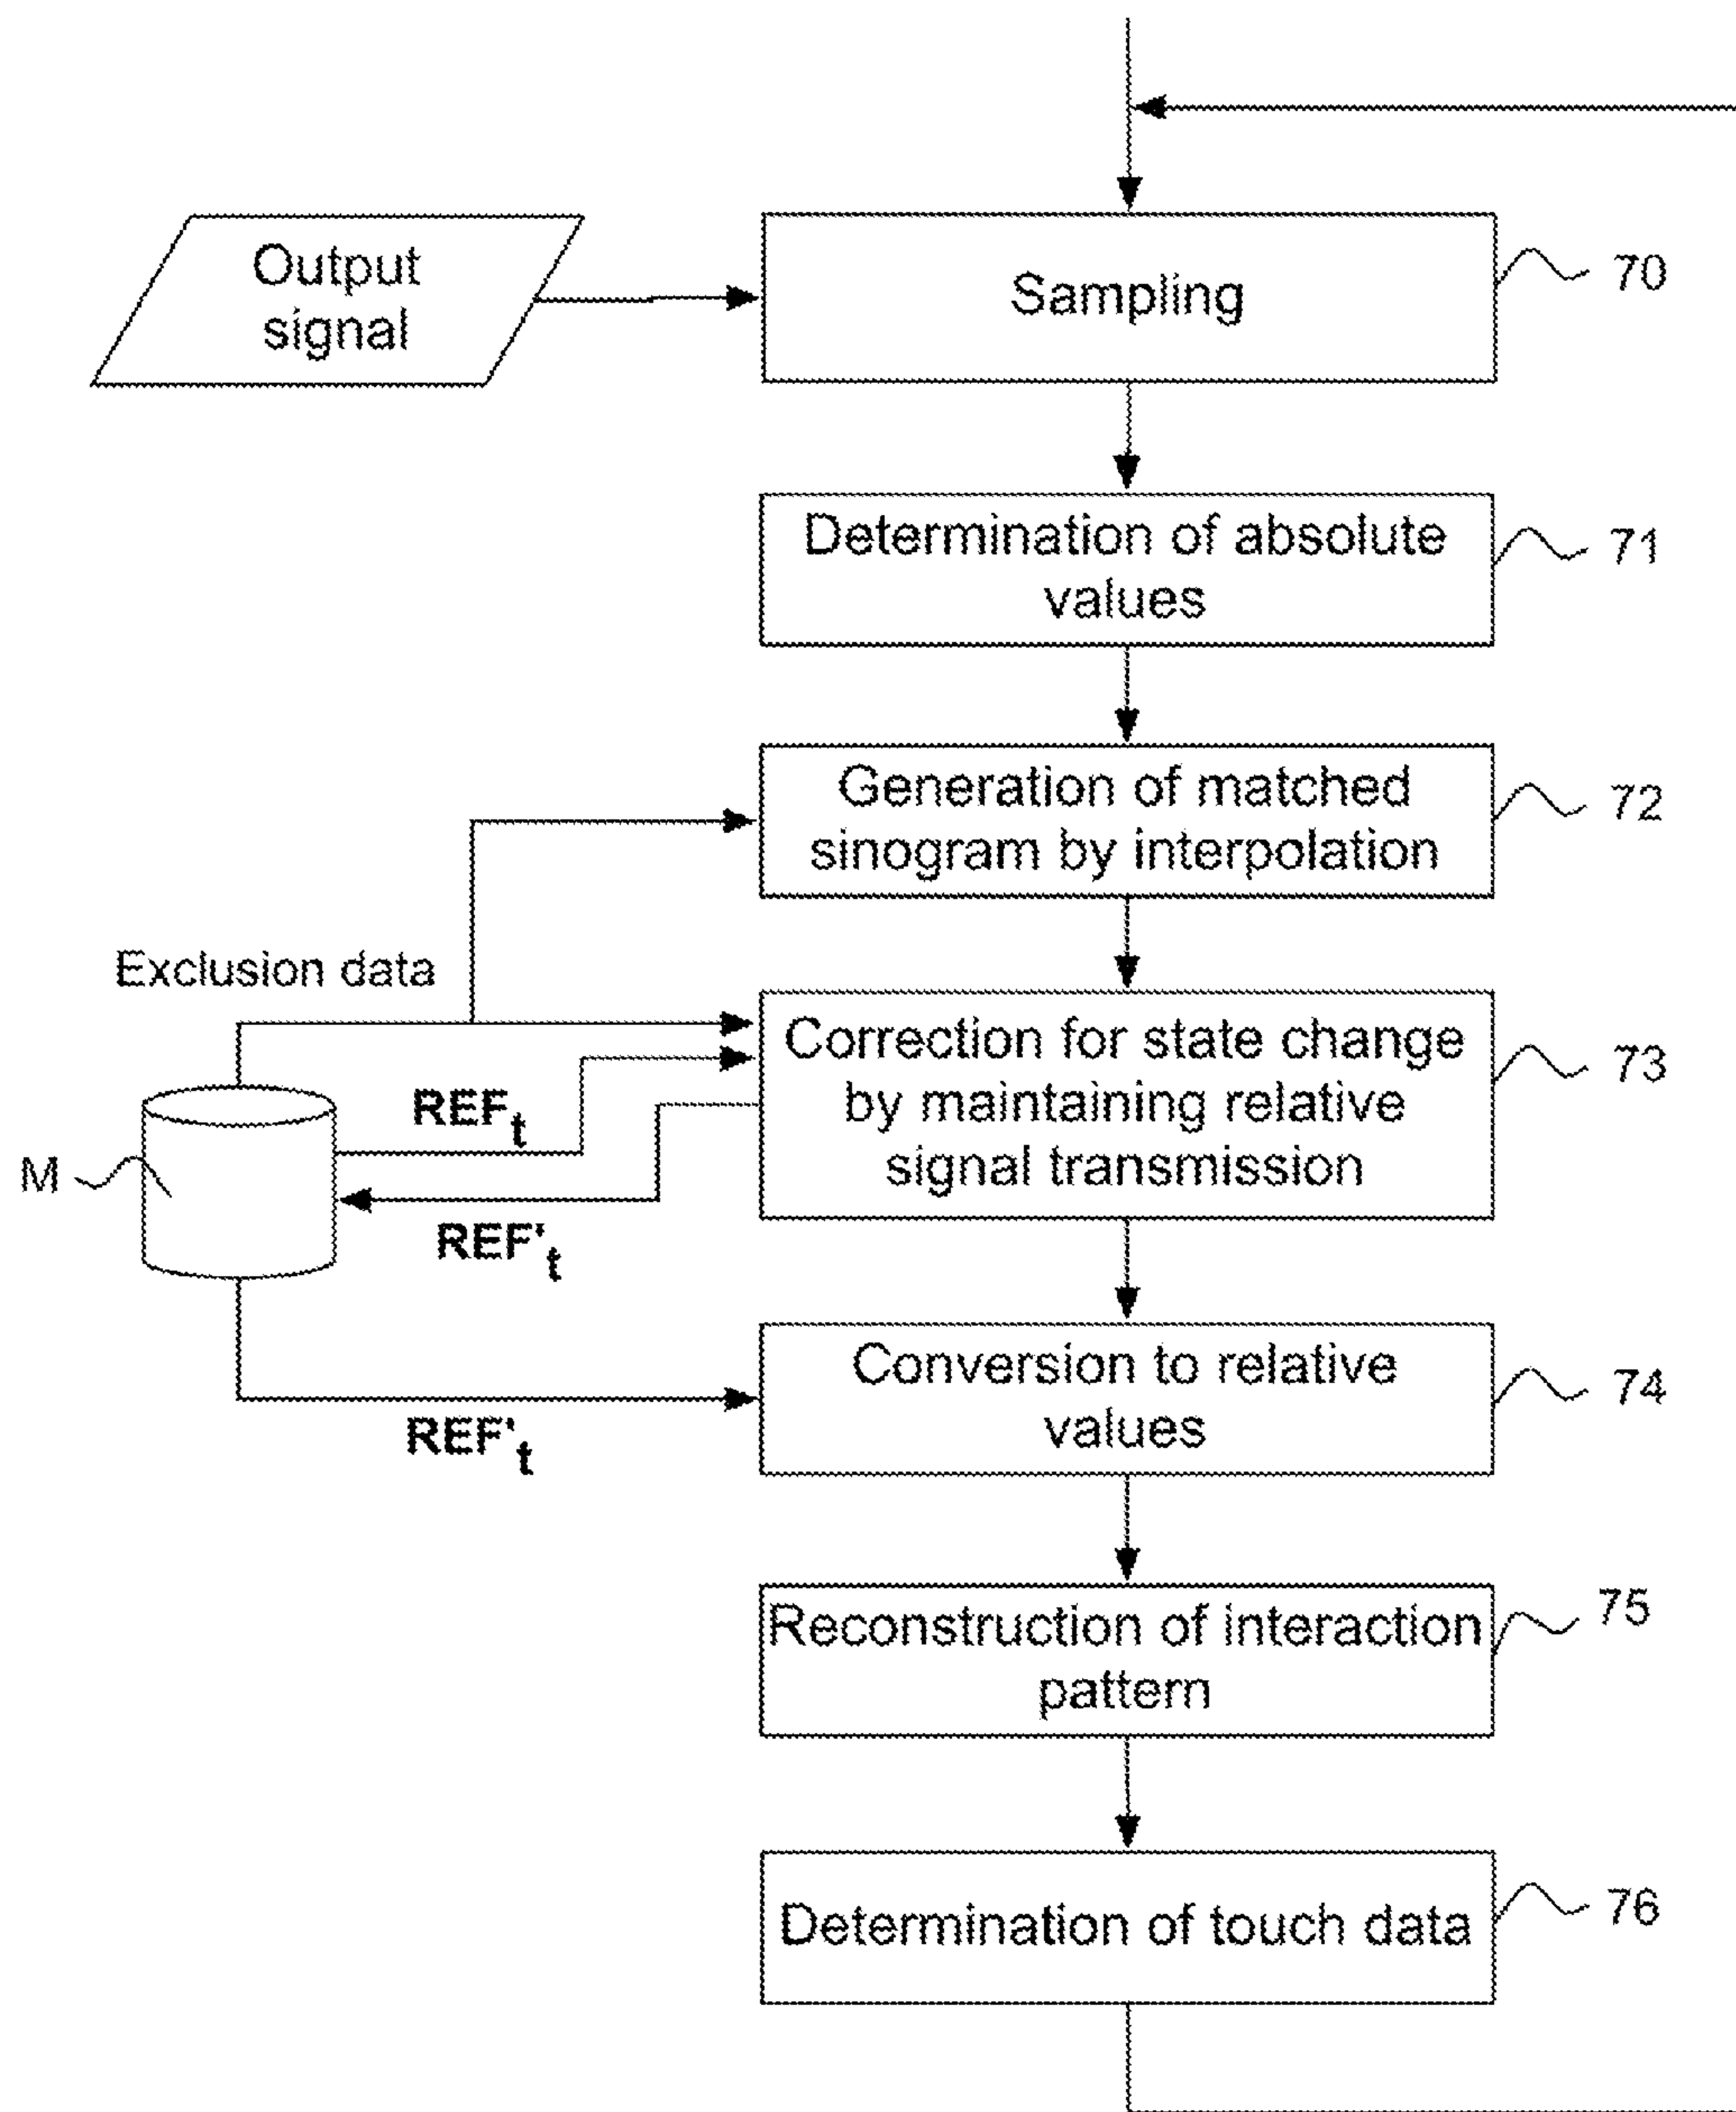 Output
signal
Sampling
70
Determination of absolute
values
71
Generation of matched
sinogram by interpolation
72
Exclusion data
Correction for state change
by maintaining relative
signal transmission
73
REFt
M
REF't
Conversion to relative
values
74
REF't
Reconstruction of interaction
pattern
75
Determination of touch data
76